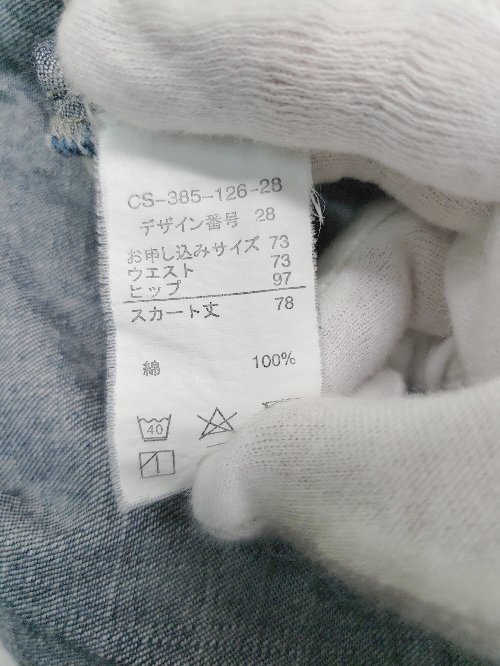 CS-385-126-28
デザイン番号 28
お申し込みサイズ 73
ウエスト 73
ヒップ 97
スカート丈 78
綿 100%
40